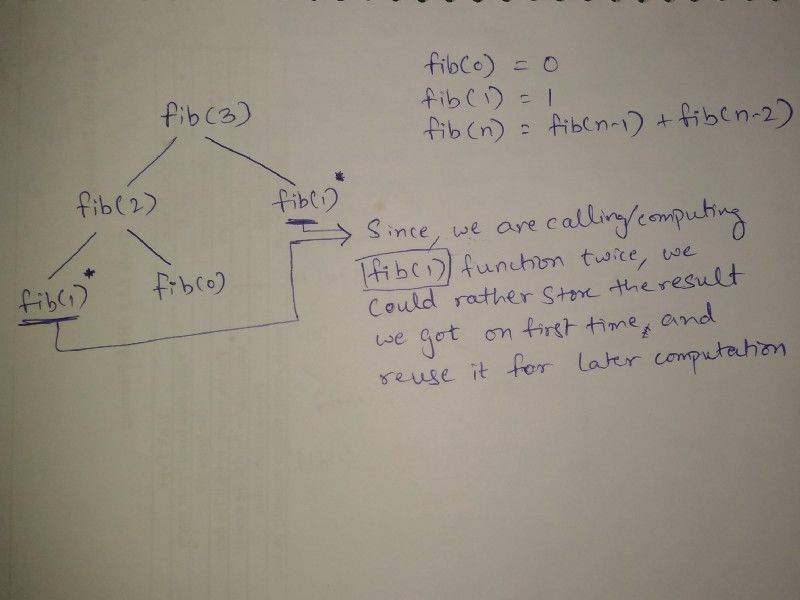 fib(0) = 0
fib(1) = 1
fib(n) = fib(n-1) + fib(n-2)
fib(3)
fib(2)
fib(1)*
fib(1)*
fib(0)
Since, we are calling/computing
fib(1) function twice, we
could rather store the result
we got on first time, and
reuse it for later computation